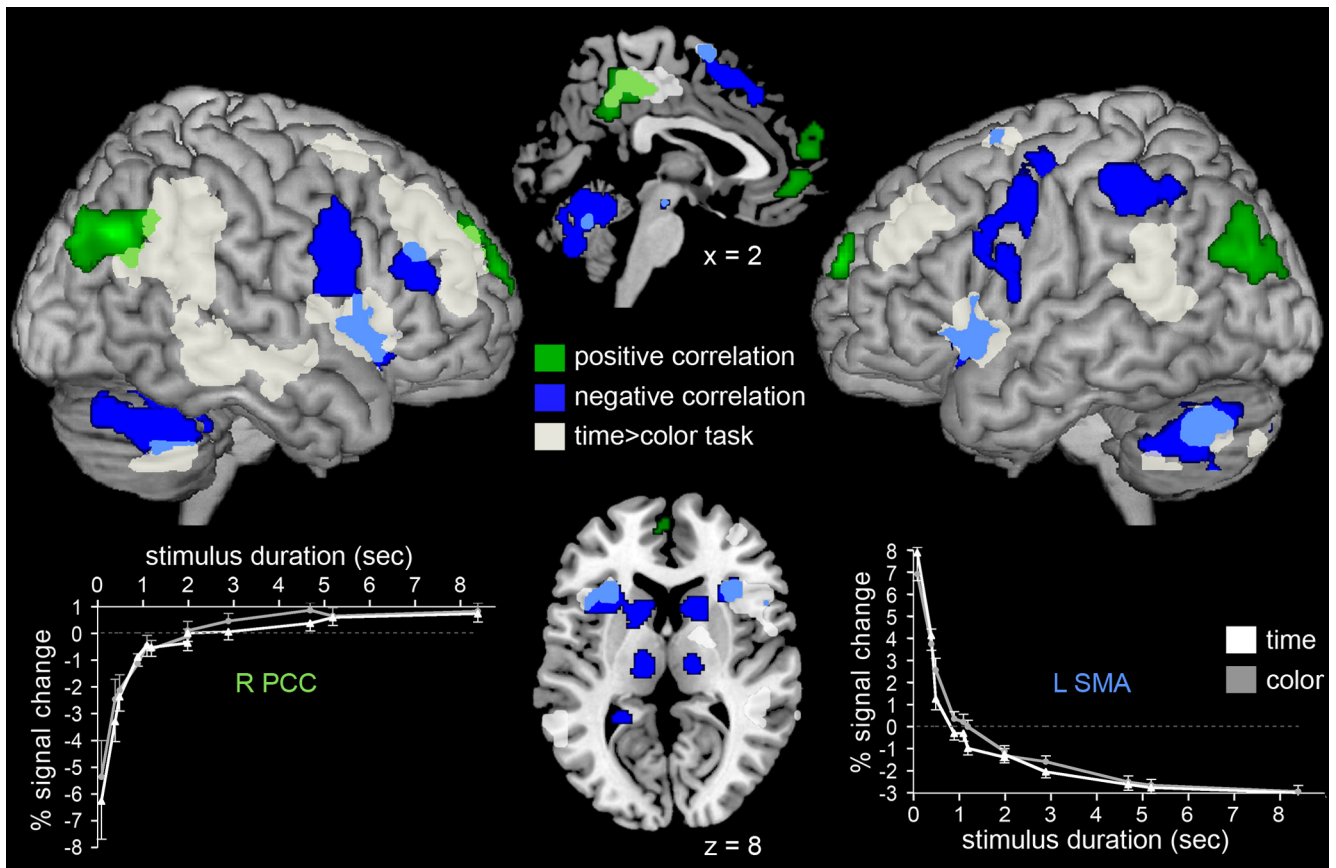 x = 2
positive correlation
negative correlation
time>color task
stimulus duration (sec)
0 1 2 3 4 5 6 7 8
% signal change
1
0
-1
-2
-3
-4
-5
-6
-7
-8
R PCC
z = 8
% signal change
8
7
6
5
4
3
2
1
0
-1
-2
-3
L SMA
time
color
0 1 2 3 4 5 6 7 8
stimulus duration (sec)